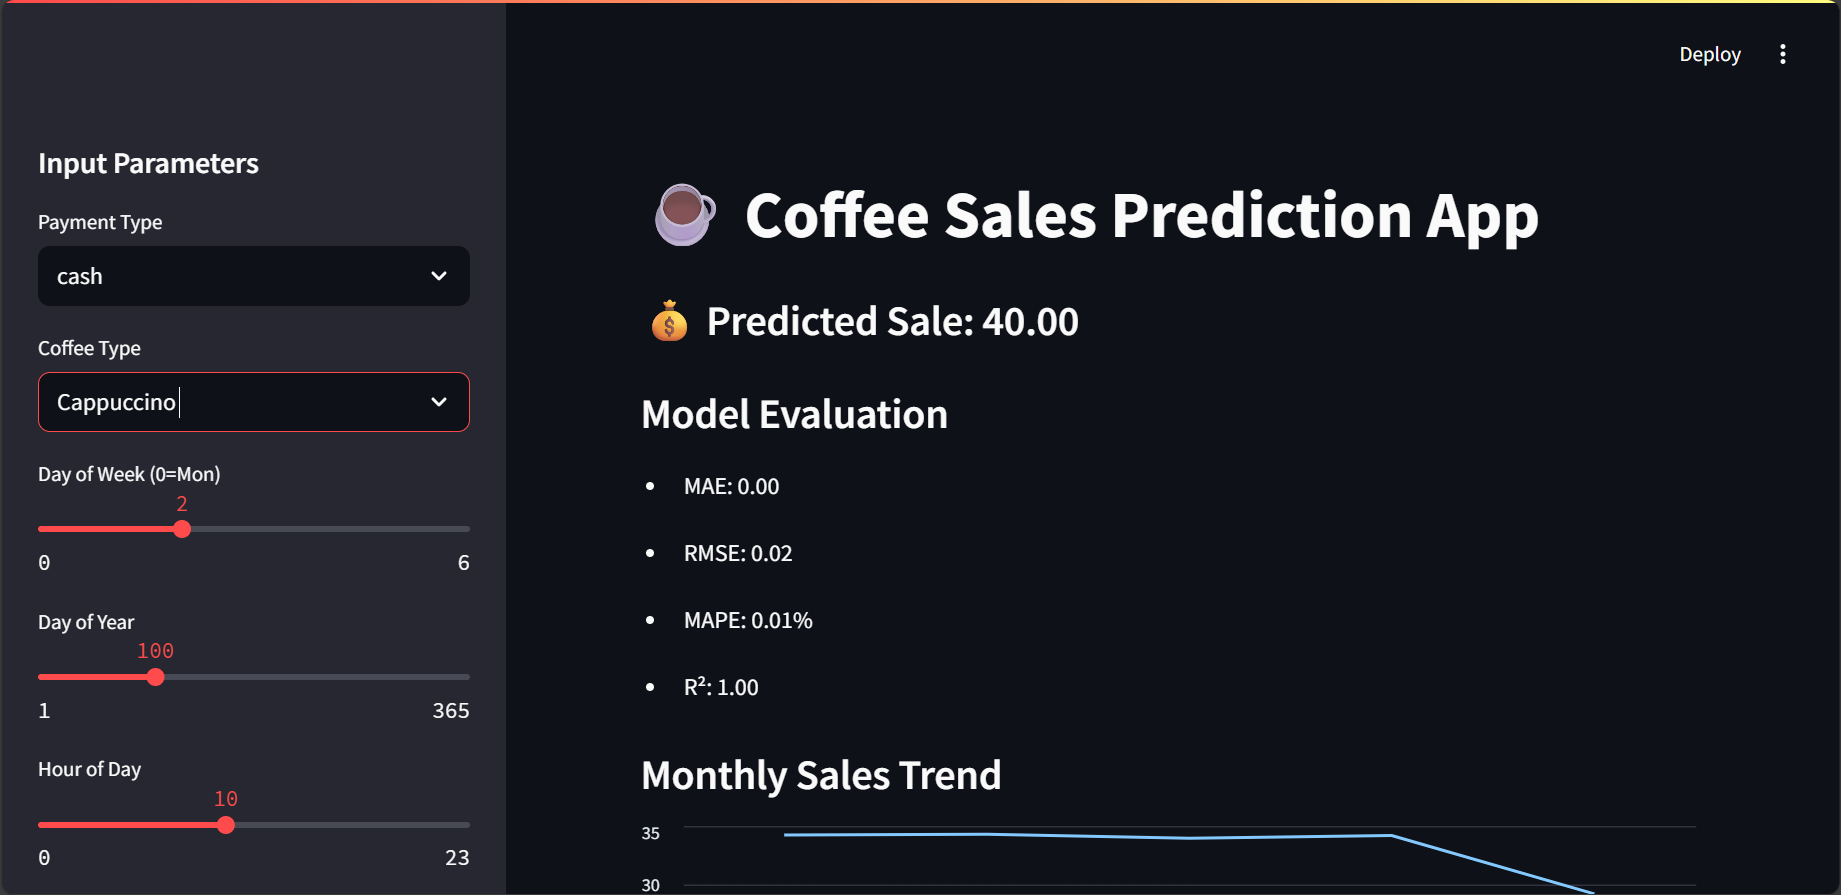 Deploy
Input Parameters
Payment Type
cash
Coffee Type
Cappuccino
Day of Week (0=Mon)
2
0 6
Day of Year
100
1 365
Hour of Day
10
0 23
Coffee Sales Prediction App
Predicted Sale: 40.00
Model Evaluation
• MAE: 0.00
• RMSE: 0.02
• MAPE: 0.01%
• R²: 1.00
Monthly Sales Trend
35
30